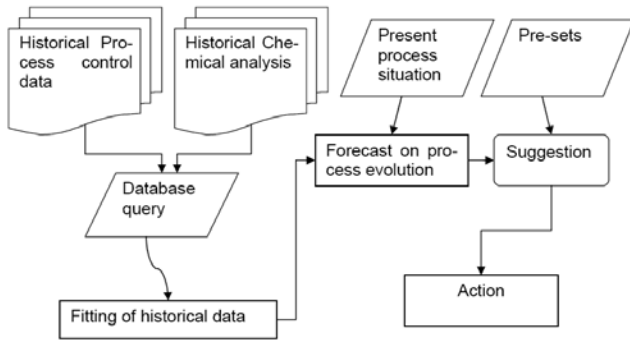 Historical Pro-
cess control
data
Historical Che-
mical analysis
Present
process
situation
Pre-sets
Database
query
Forecast on pro-
cess evolution
Suggestion
Fitting of historical data
Action